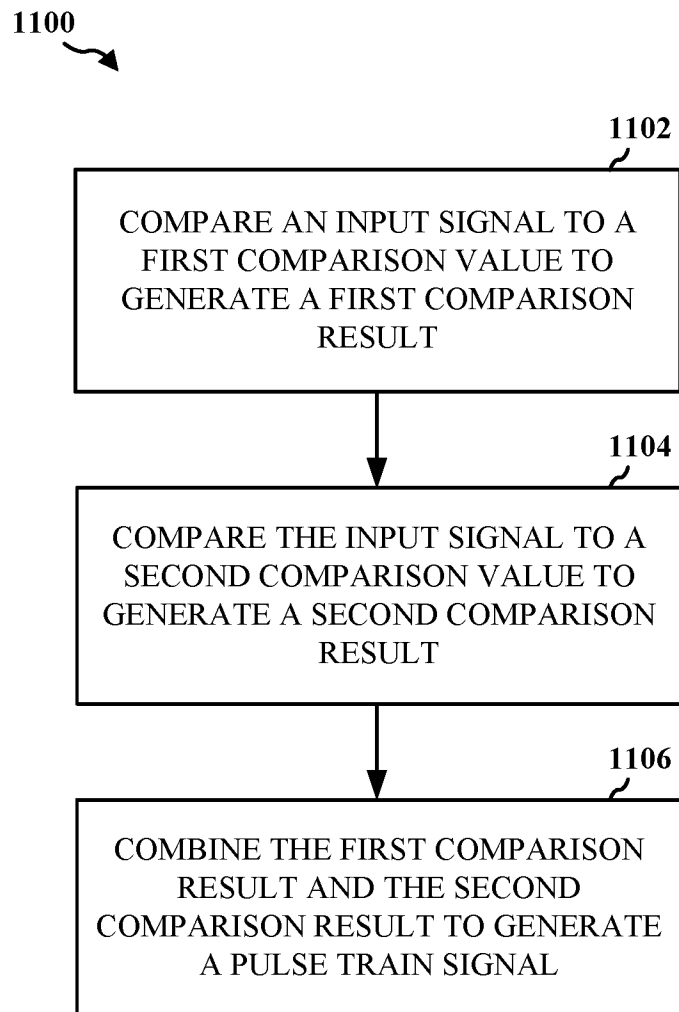 1100
1102
COMPARE AN INPUT SIGNAL TO A
FIRST COMPARISON VALUE TO
GENERATE A FIRST COMPARISON
RESULT
1104
COMPARE THE INPUT SIGNAL TO A
SECOND COMPARISON VALUE TO
GENERATE A SECOND COMPARISON
RESULT
1106
COMBINE THE FIRST COMPARISON
RESULT AND THE SECOND
COMPARISON RESULT TO GENERATE
A PULSE TRAIN SIGNAL